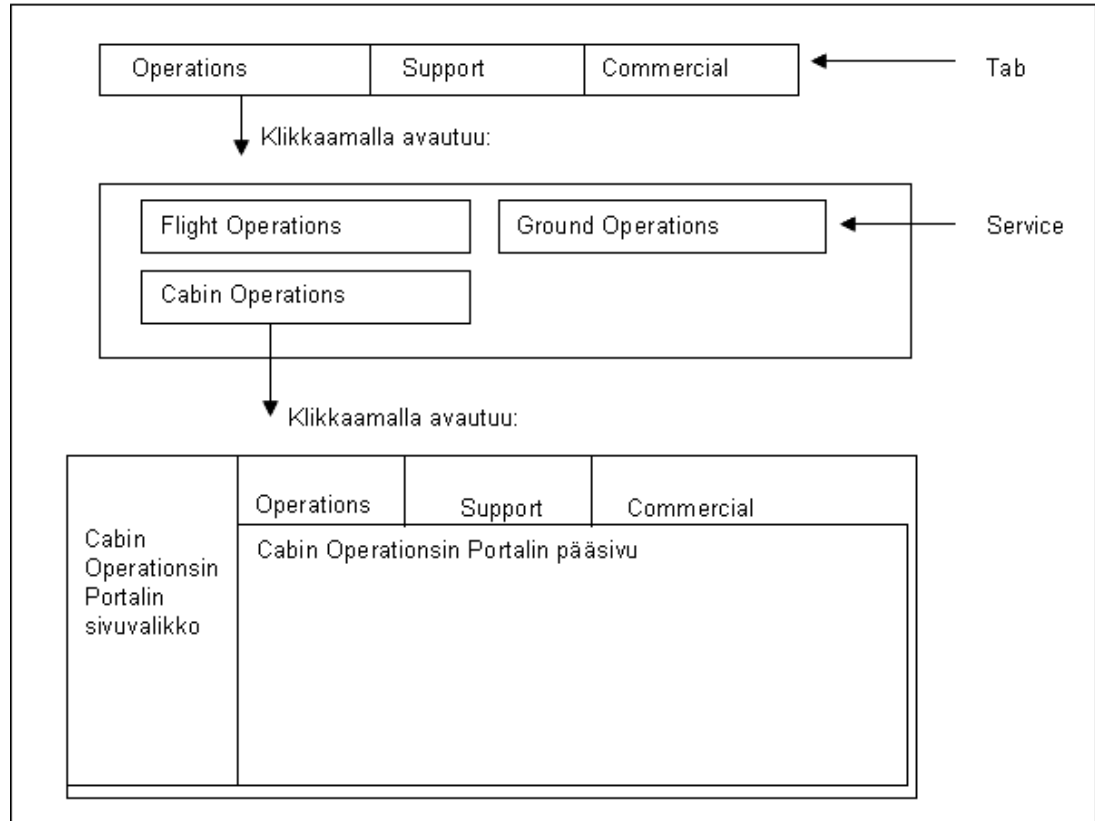 Operations Support Commercial Tab
Klikkaamalla avautuu:
Flight Operations Ground Operations Service
Cabin Operations
Klikkaamalla avautuu:
Operations Support Commercial
Cabin
Operationsin
Portalin
sivuvalikko
Cabin Operationsin Portalin pääsivu